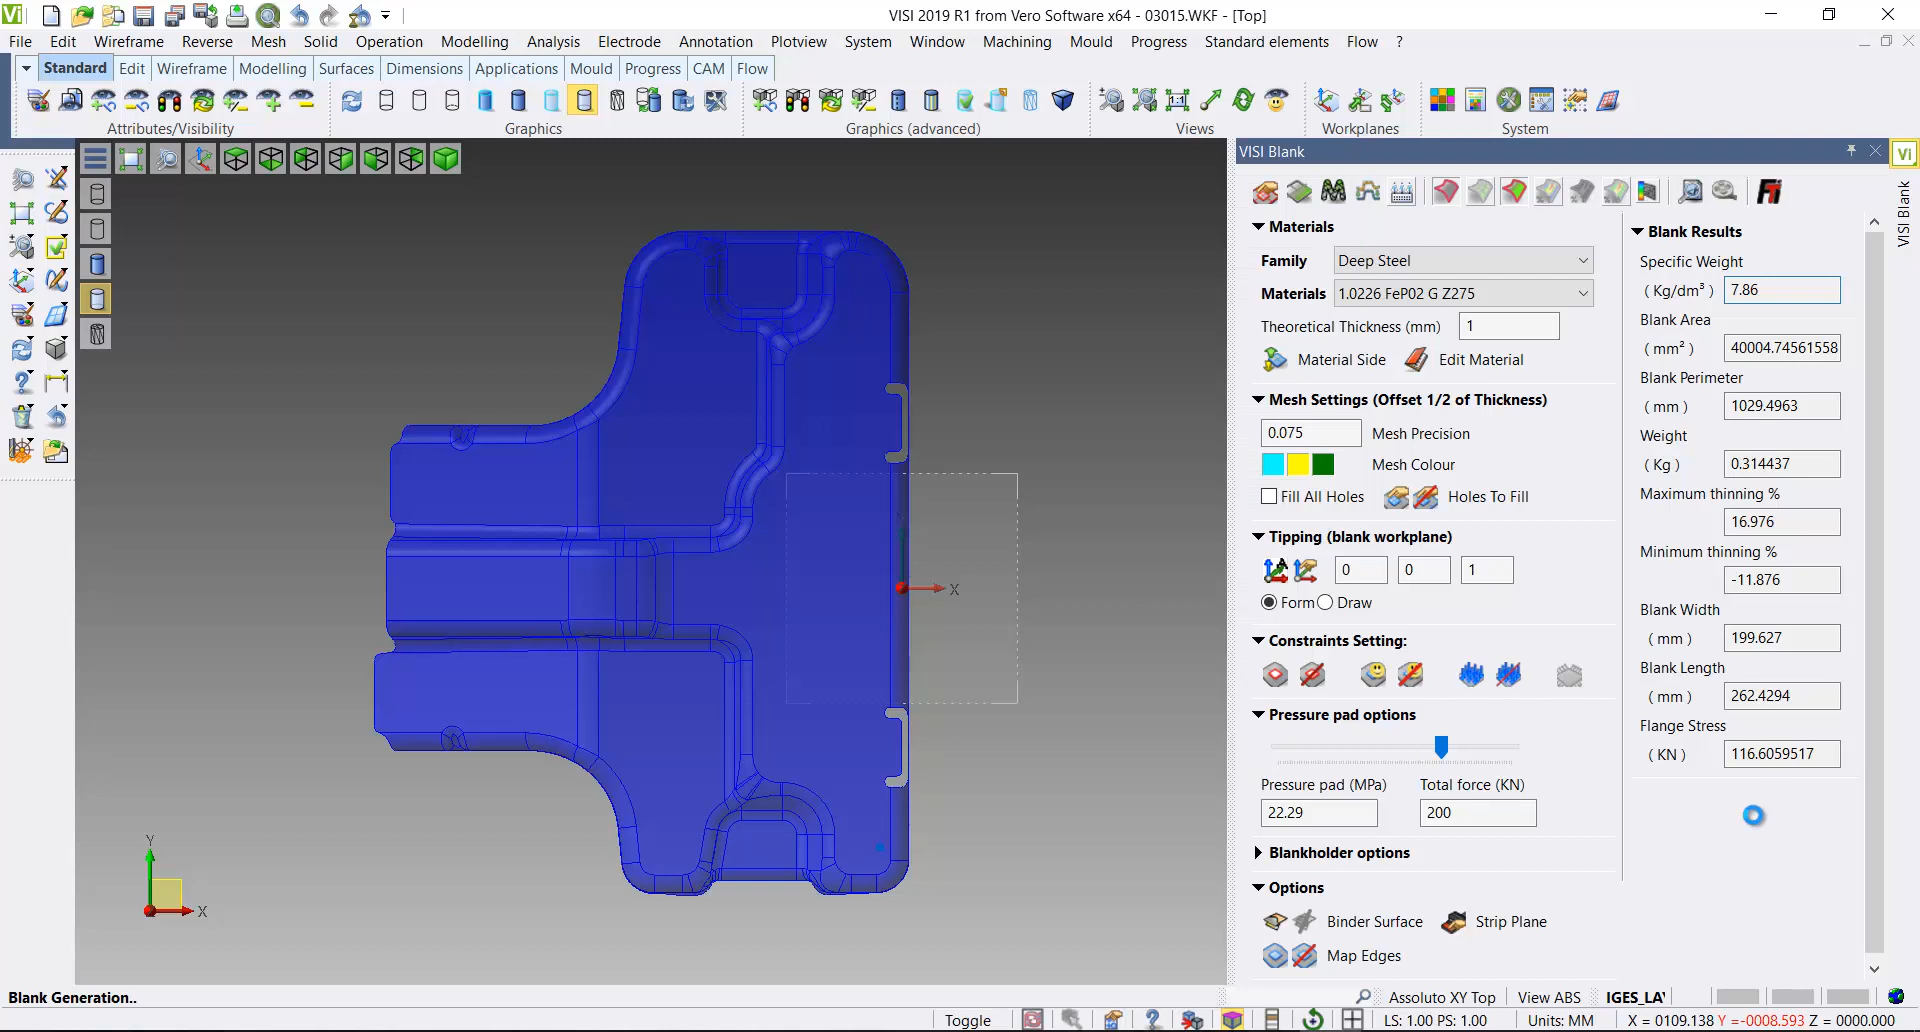 Vi
VISI 2019 R1 from Vero Software x64 - 03015.WKF - [Top]
File Edit Wireframe Reverse Mesh Solid Operation Modelling Analysis Electrode Annotation Plotview System Window Machining Mould Progress Standard elements Flow ?
Standard Edit Wireframe Modelling Surfaces Dimensions Applications Mould Progress CAM Flow
Attributes/Visibility Graphics Graphics (advanced) Views Workplanes System
VISI Blank
Vi
VISI Blank
Materials
Family Deep Steel
Materials 1.0226 FeP02 G Z275
Theoretical Thickness (mm) 1
Material Side Edit Material
Mesh Settings (Offset 1/2 of Thickness)
0.075 Mesh Precision
Mesh Colour
Fill All Holes Holes To Fill
Tipping (blank workplane)
0 0 1
Form Draw
Constraints Setting:
Pressure pad options
Pressure pad (MPa) Total force (KN)
22.29 200
Blankholder options
Options
Binder Surface Strip Plane
Map Edges
Blank Results
Specific Weight
( Kg/dm³ ) 7.86
Blank Area
( mm² ) 40004.74561558
Blank Perimeter
( mm ) 1029.4963
Weight
( Kg ) 0.314437
Maximum thinning %
16.976
Minimum thinning %
-11.876
Blank Width
( mm ) 199.627
Blank Length
( mm ) 262.4294
Flange Stress
( KN ) 116.6059517
X
Y
X
Blank Generation..
Assoluto XY Top View ABS IGES_LA
Toggle LS: 1.00 PS: 1.00 Units: MM X = 0109.138 Y =-0008.593 Z = 0000.000